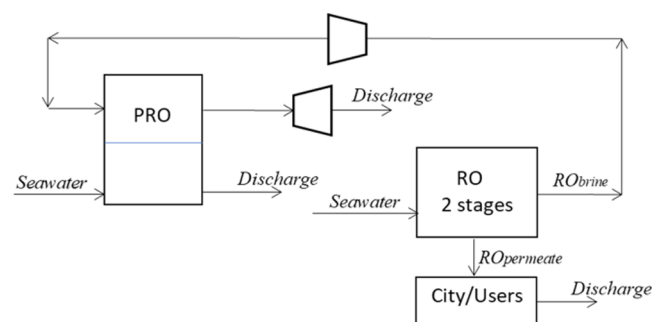 Discharge
PRO
Seawater
Discharge
RO
2 stages
RObrine
Seawater
ROpermeate
City/Users
Discharge